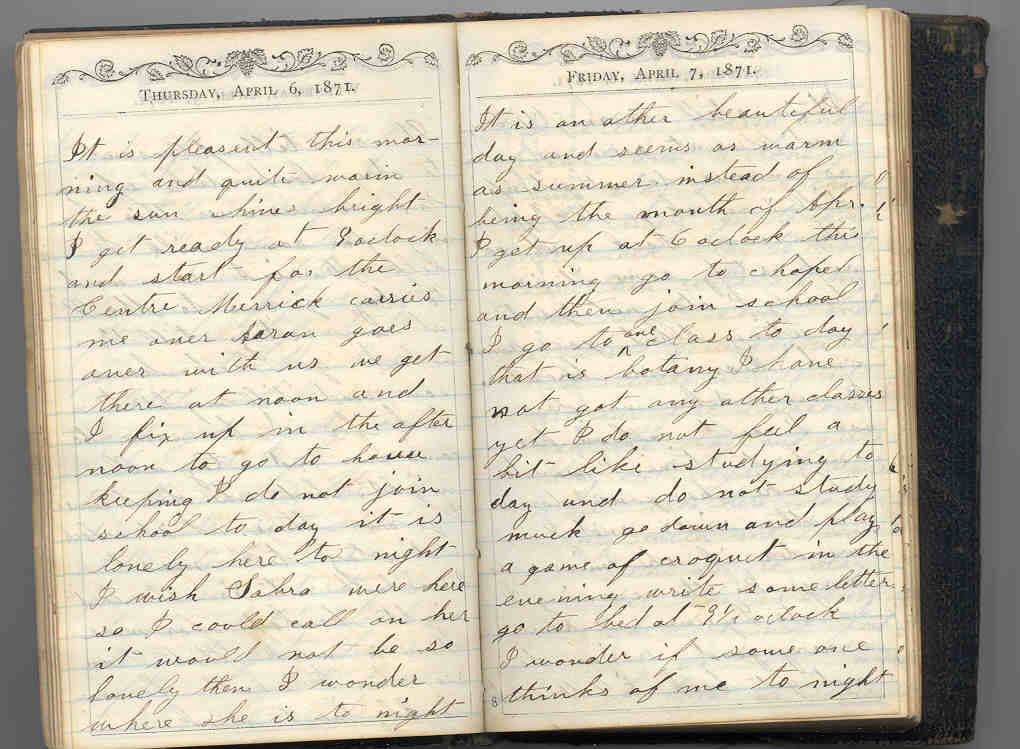 THURSDAY, APRIL 6, 1871.
It is pleasent this mor-
ning and quite warm
the sun shines bright
I get ready at 9 oclock
and start for the
Centre Merrick carries
me over saran goes
over with us we get
there at noon and
I fix up in the after
noon to go to house
keeping I do not join
school to day it is
lonely here to night
I wish Sabra were here
so I could call on her
it would not be so
lonely then I wonder
where she is to night
FRIDAY, APRIL 7, 1871.
It is an other beautiful
day and seems as warm
as summer instead of
being the month of Apr.
I get up at 6 oclock this
morning go to chapel
and then join school
I go to one class to day
that is botany I have
not got any other classes
yet I do not feel a
bit like studying to
day and do not study
much go down and play
a game of croquet in the
evening write some letter
go to bed at 9½ oclock
I wonder if some one
thinks of me to night
8